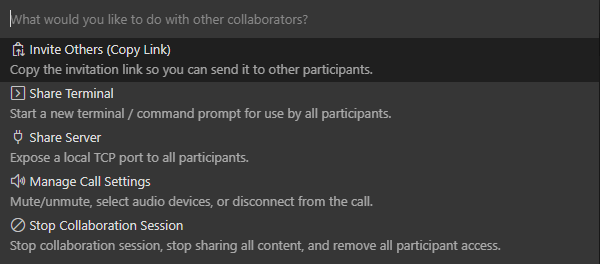 What would you like to do with other collaborators?
Invite Others (Copy Link)
Copy the invitation link so you can send it to other participants.
Share Terminal
Start a new terminal / command prompt for use by all participants.
Share Server
Expose a local TCP port to all participants.
Manage Call Settings
Mute/unmute, select audio devices, or disconnect from the call.
Stop Collaboration Session
Stop collaboration session, stop sharing all content, and remove all participant access.